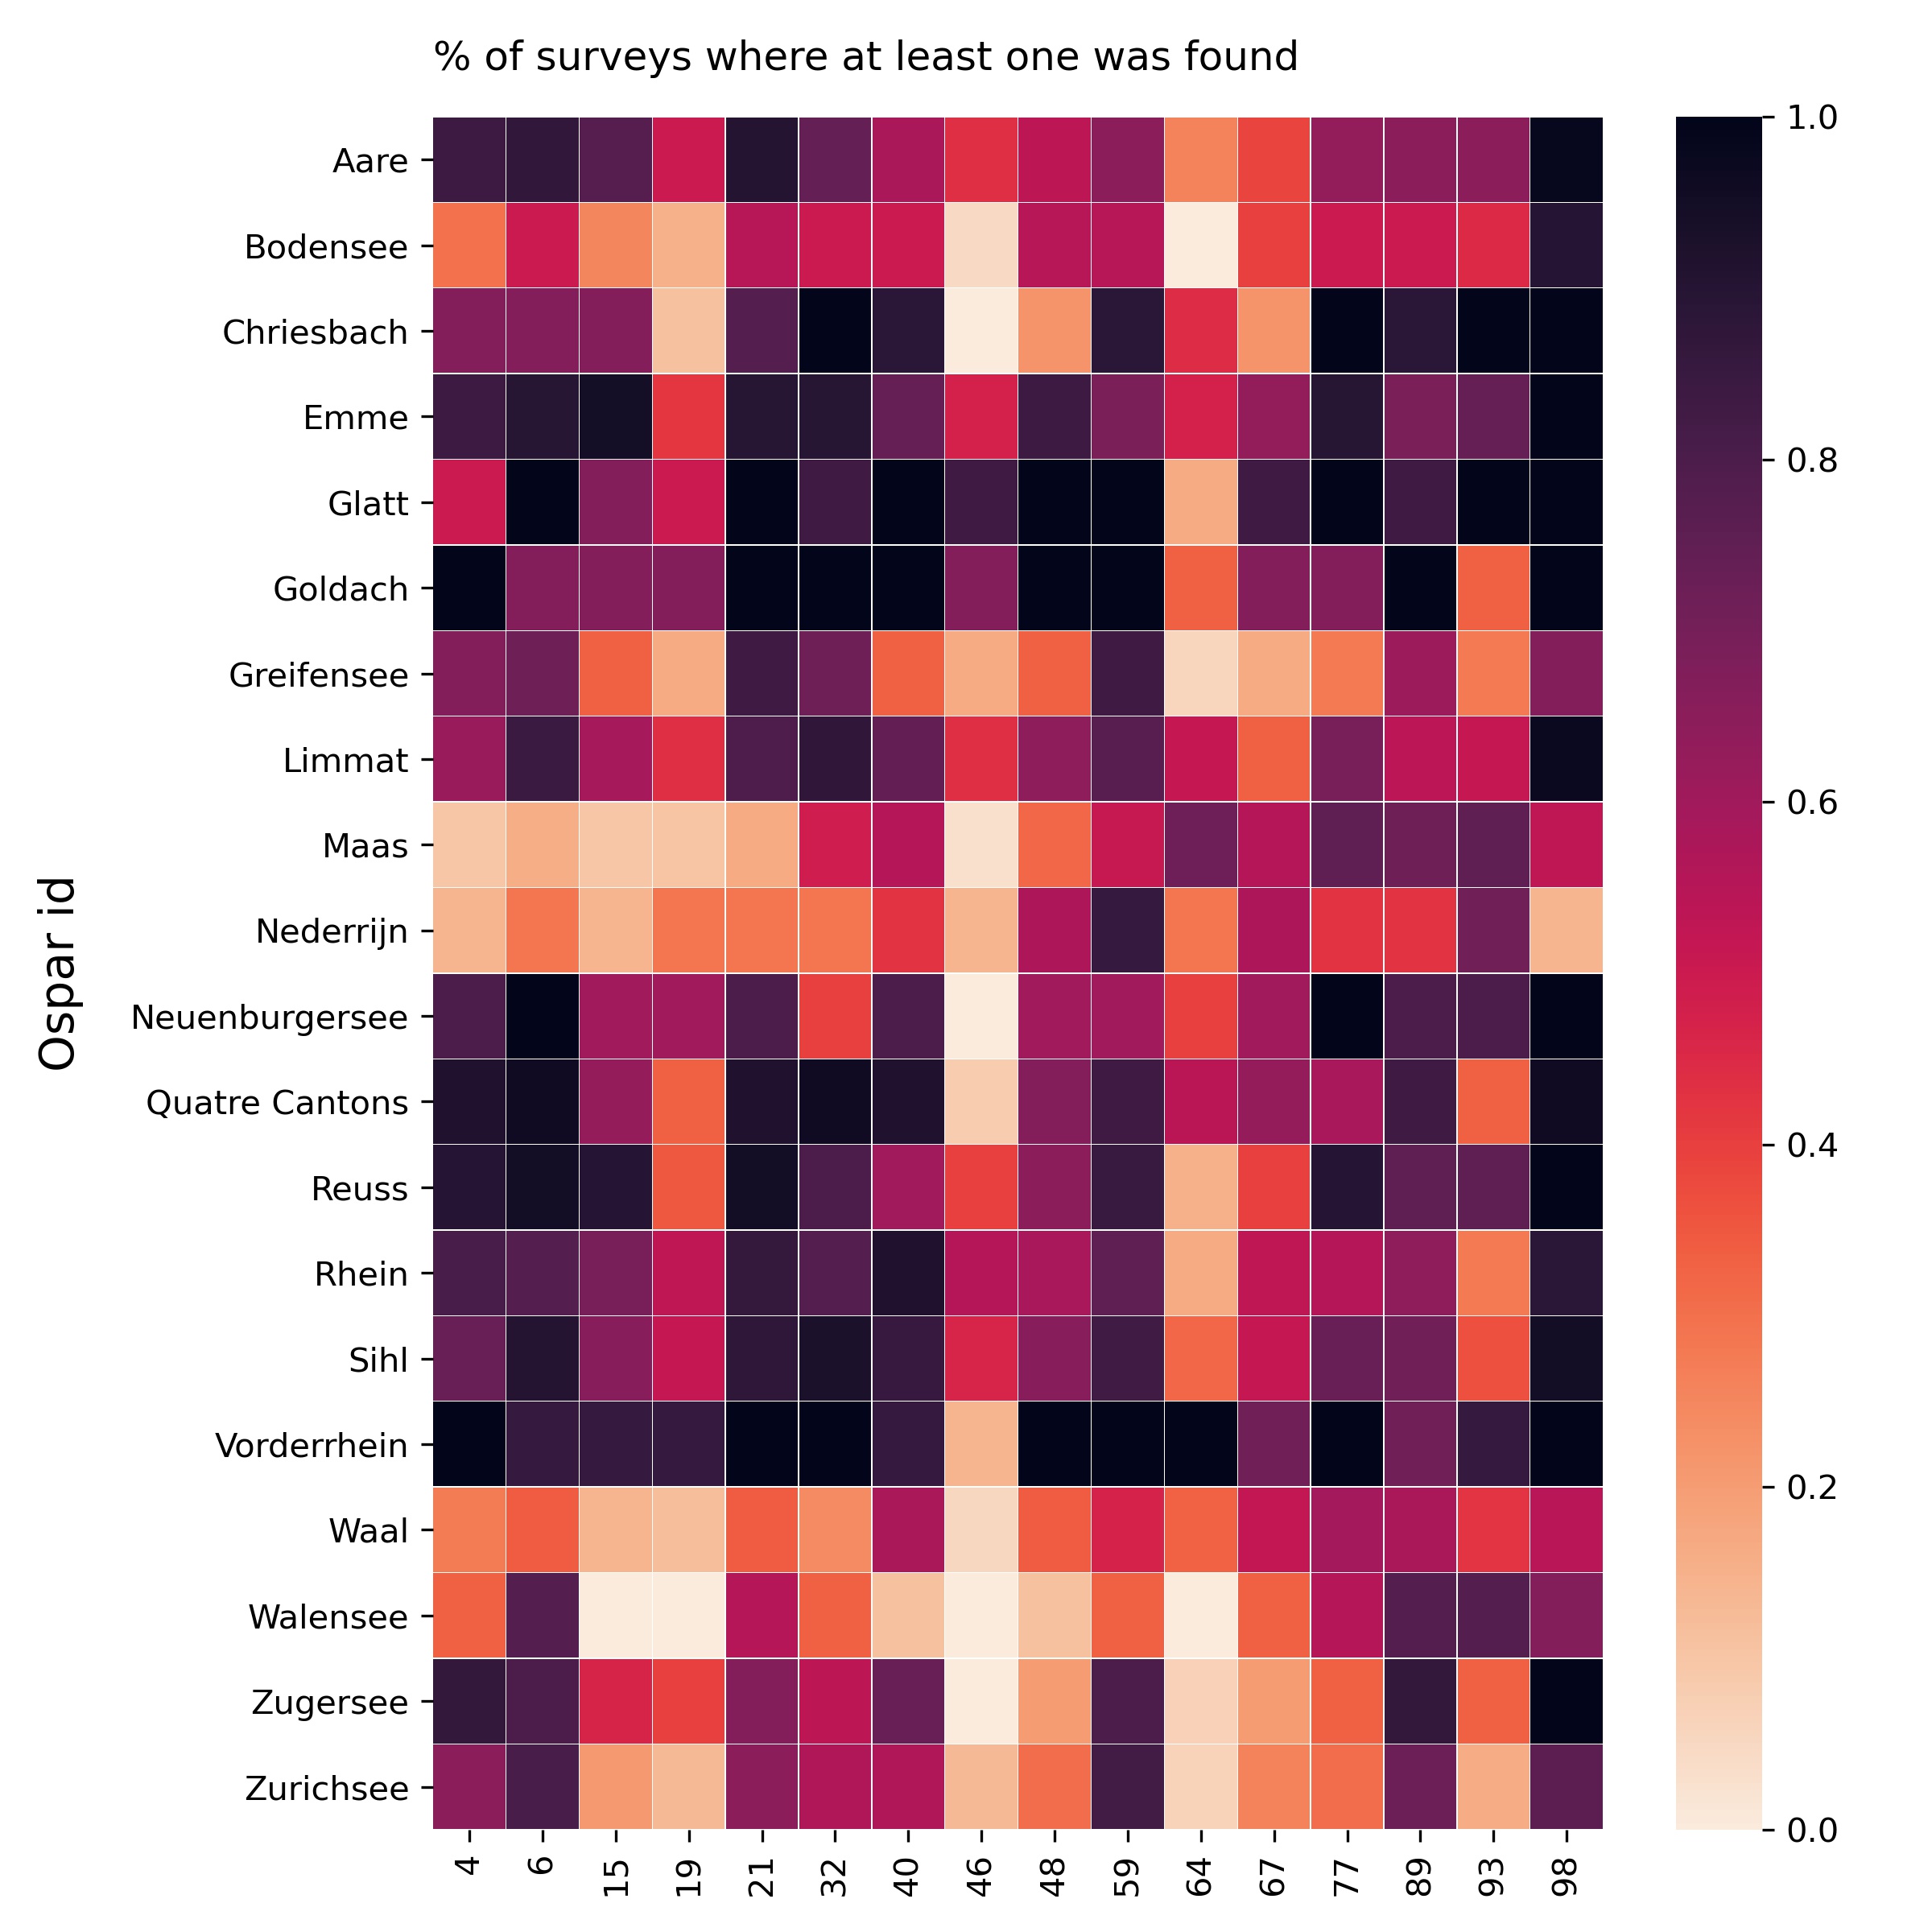 % of surveys where at least one was found
Ospar id
Aare
Bodensee
Chriesbach
Emme
Glatt
Goldach
Greifensee
Limmat
Maas
Nederrijn
Neuenburgersee
Quatre Cantons
Reuss
Rhein
Sihl
Vorderrhein
Waal
Walensee
Zugersee
Zurichsee
4 6 15 19 21 32 40 46 48 59 64 67 77 89 93 98
1.0
0.8
0.6
0.4
0.2
0.0